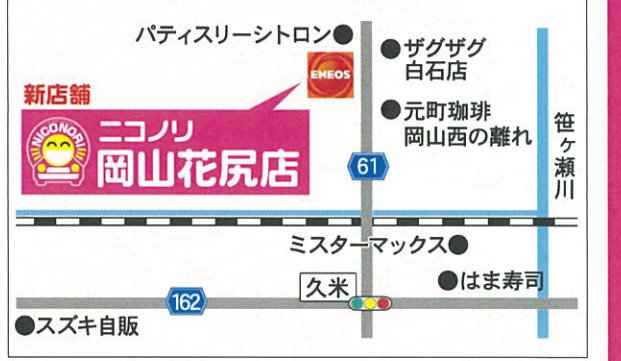 パティスリーシトロン●
●ザグザグ
白石店
ENEOS
新店舗
NICONORI
ニコノリ
岡山花尻店
●元町珈琲
岡山西の離れ
笹ヶ瀬川
61
ミスターマックス●
●はま寿司
久米
162
●スズキ自販